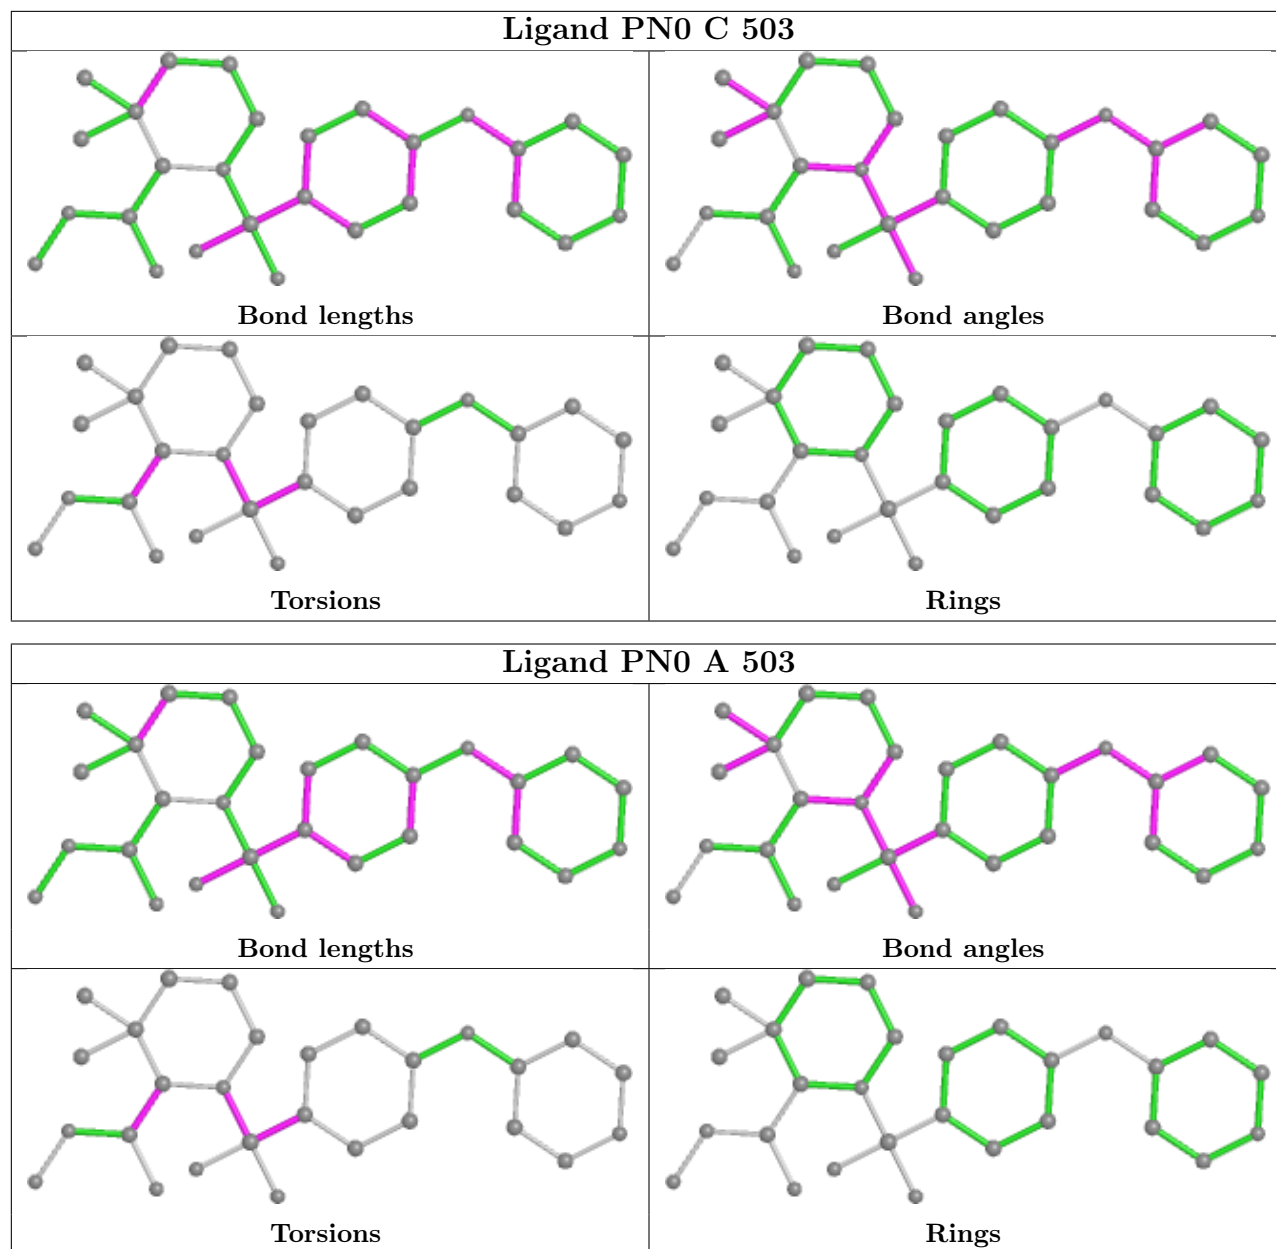 Ligand PN0 C 503
Bond lengths
Bond angles
Torsions
Rings
Ligand PN0 A 503
Bond lengths
Bond angles
Torsions
Rings